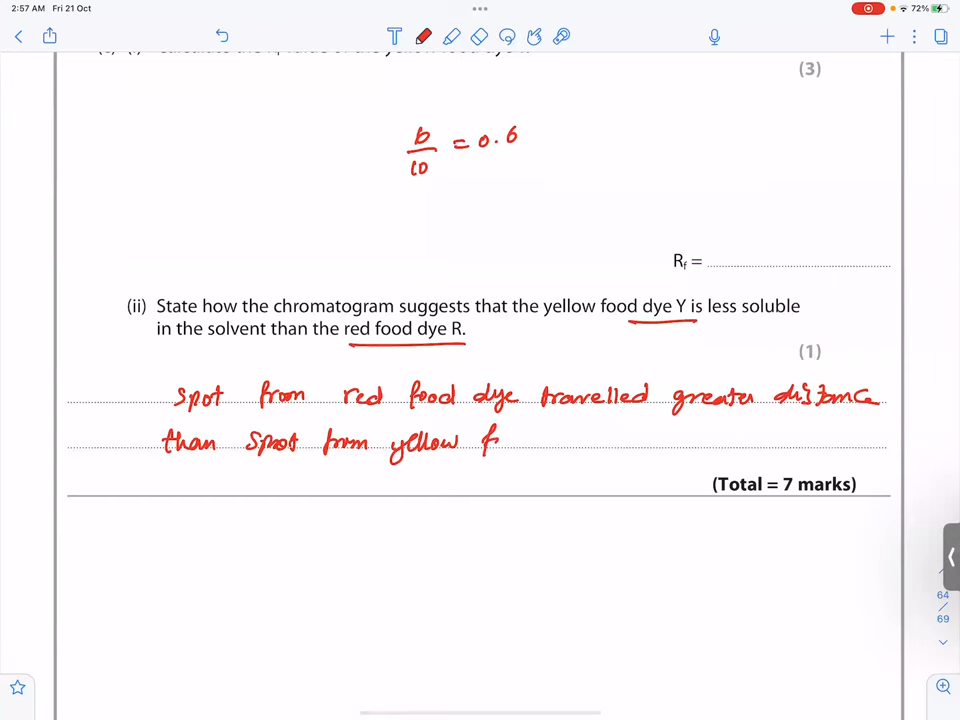 2:57 AM Fri 21 Oct
72%
(3)
6
10
= 0.6
Rf =
(ii) State how the chromatogram suggests that the yellow food dye Y is less soluble
in the solvent than the red food dye R.
(1)
spot from red food dye travelled greater distance
than spot from yellow f
(Total = 7 marks)
64
69